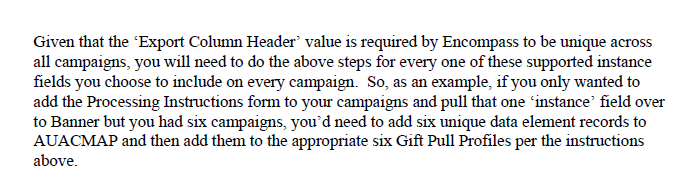 Given that the ‘Export Column Header’ value is required by Encompass to be unique across
all campaigns, you will need to do the above steps for every one of these supported instance
fields you choose to include on every campaign.  So, as an example, if you only wanted to
add the Processing Instructions form to your campaigns and pull that one ‘instance’ field over
to Banner but you had six campaigns, you’d need to add six unique data element records to
AUACMAP and then add them to the appropriate six Gift Pull Profiles per the instructions
above.